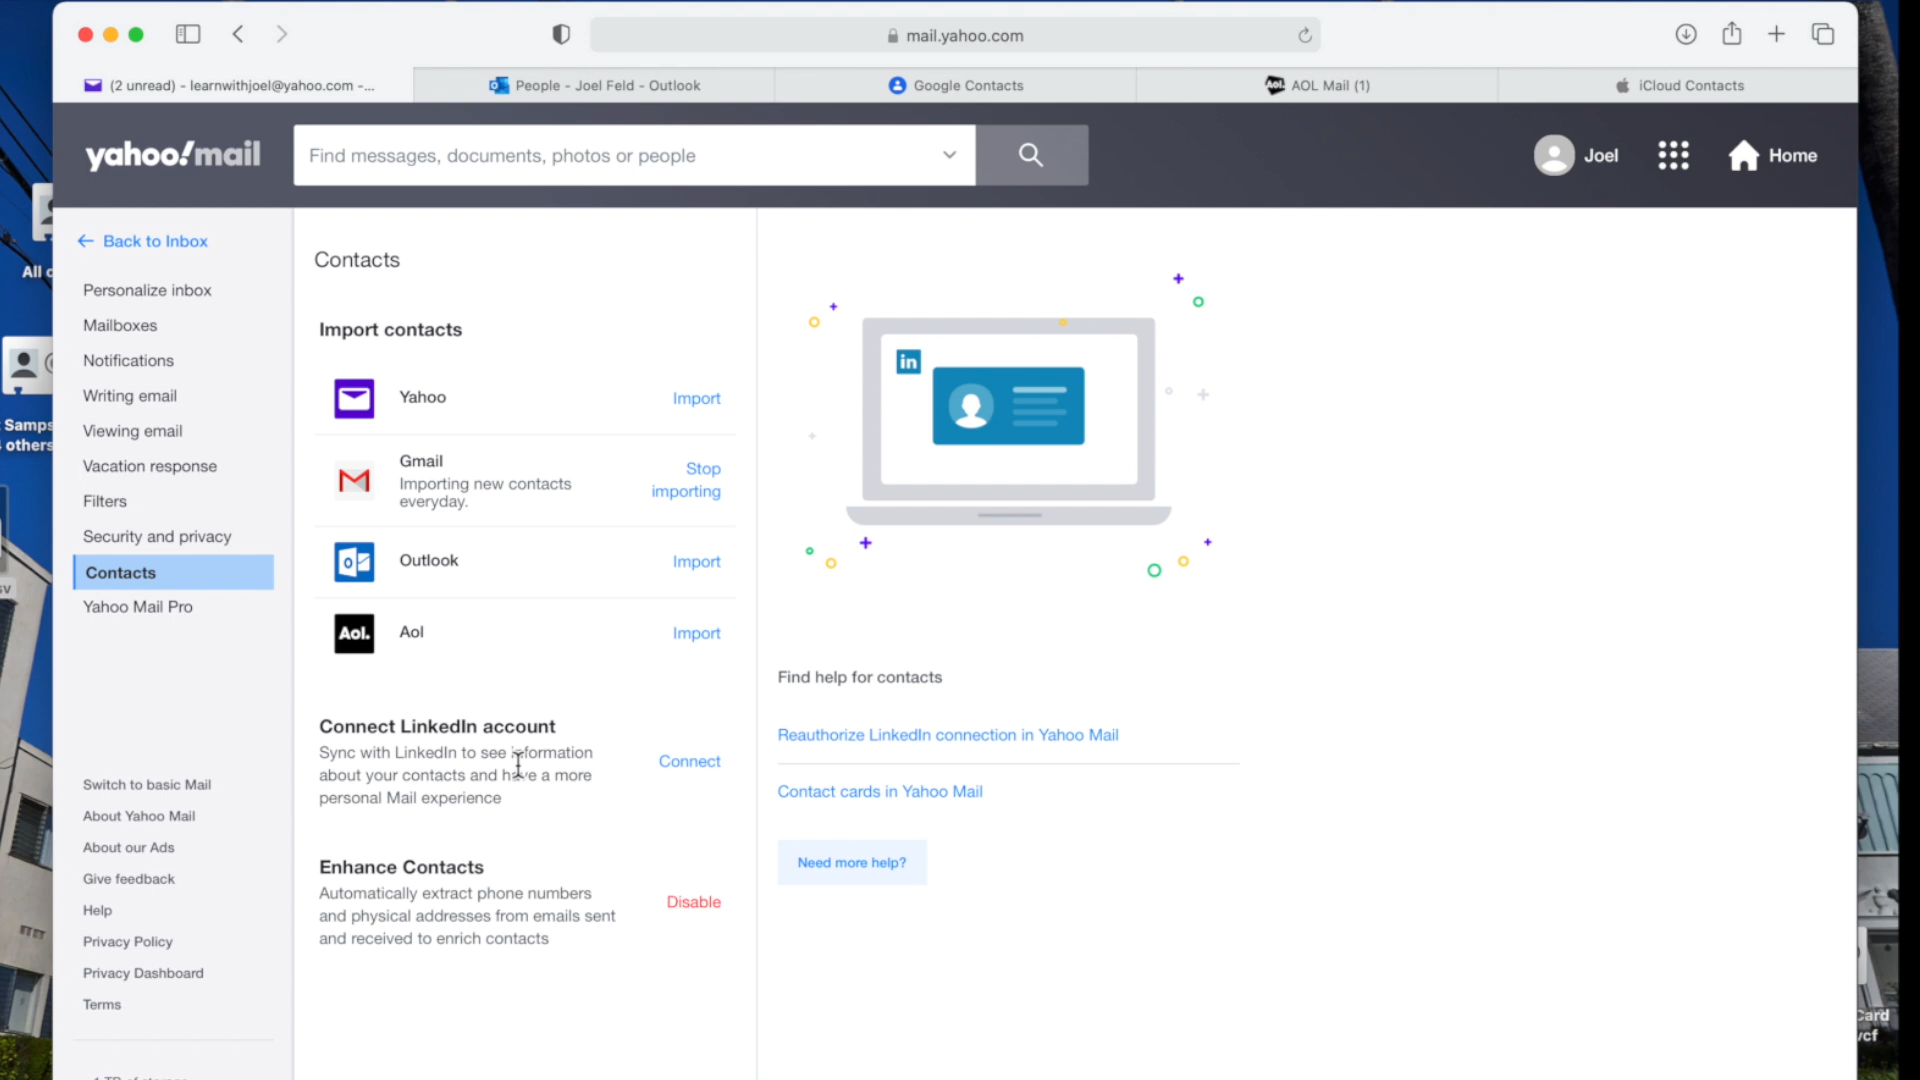 mail.yahoo.com
(2 unread) - learnwithjoel@yahoo.com -...
People - Joel Feld - Outlook
Google Contacts
Aol.
AOL Mail (1)
iCloud Contacts
yahoo!mail
Find messages, documents, photos or people
Joel
Home
Back to Inbox
Personalize inbox
Mailboxes
Notifications
Writing email
Viewing email
Vacation response
Filters
Security and privacy
Contacts
Yahoo Mail Pro
Switch to basic Mail
About Yahoo Mail
About our Ads
Give feedback
Help
Privacy Policy
Privacy Dashboard
Terms
Contacts
Import contacts
Yahoo
Import
Gmail
Importing new contacts
everyday.
Stop
importing
Outlook
Import
Aol.
Aol
Import
Connect LinkedIn account
Sync with LinkedIn to see information
about your contacts and have a more
personal Mail experience
Connect
Enhance Contacts
Automatically extract phone numbers
and physical addresses from emails sent
and received to enrich contacts
Disable
in
Find help for contacts
Reauthorize LinkedIn connection in Yahoo Mail
Contact cards in Yahoo Mail
Need more help?
All
others